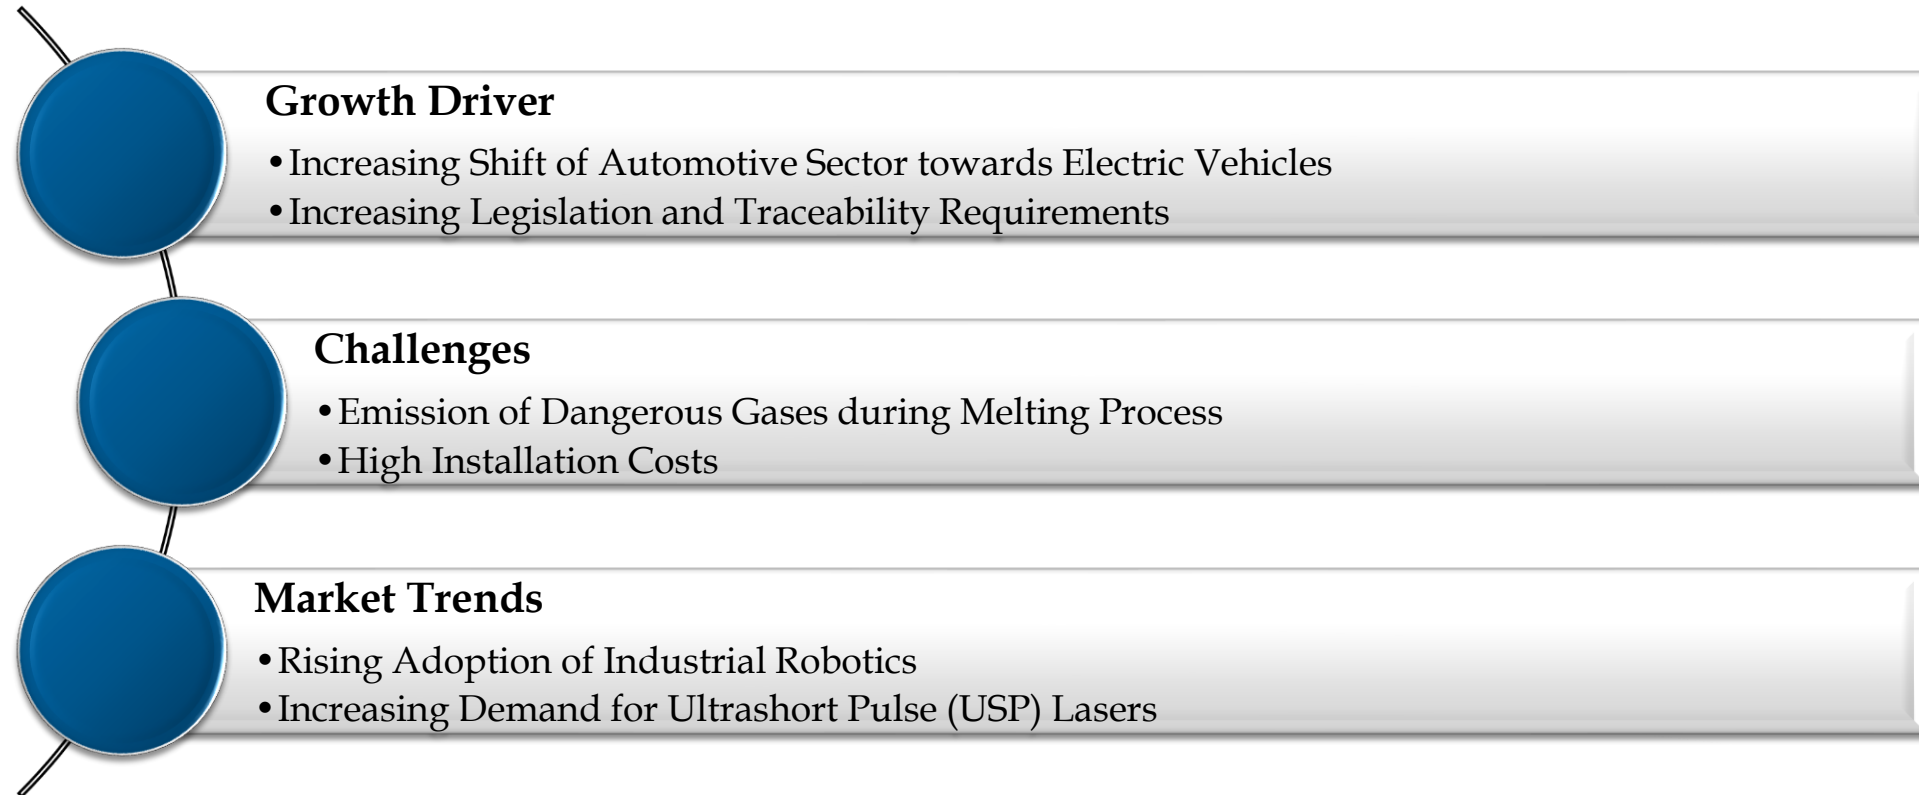 Growth Driver
•Increasing Shift of Automotive Sector towards Electric Vehicles
•Increasing Legislation and Traceability Requirements
Challenges
•Emission of Dangerous Gases during Melting Process
•High Installation Costs
Market Trends
•Rising Adoption of Industrial Robotics
•Increasing Demand for Ultrashort Pulse (USP) Lasers